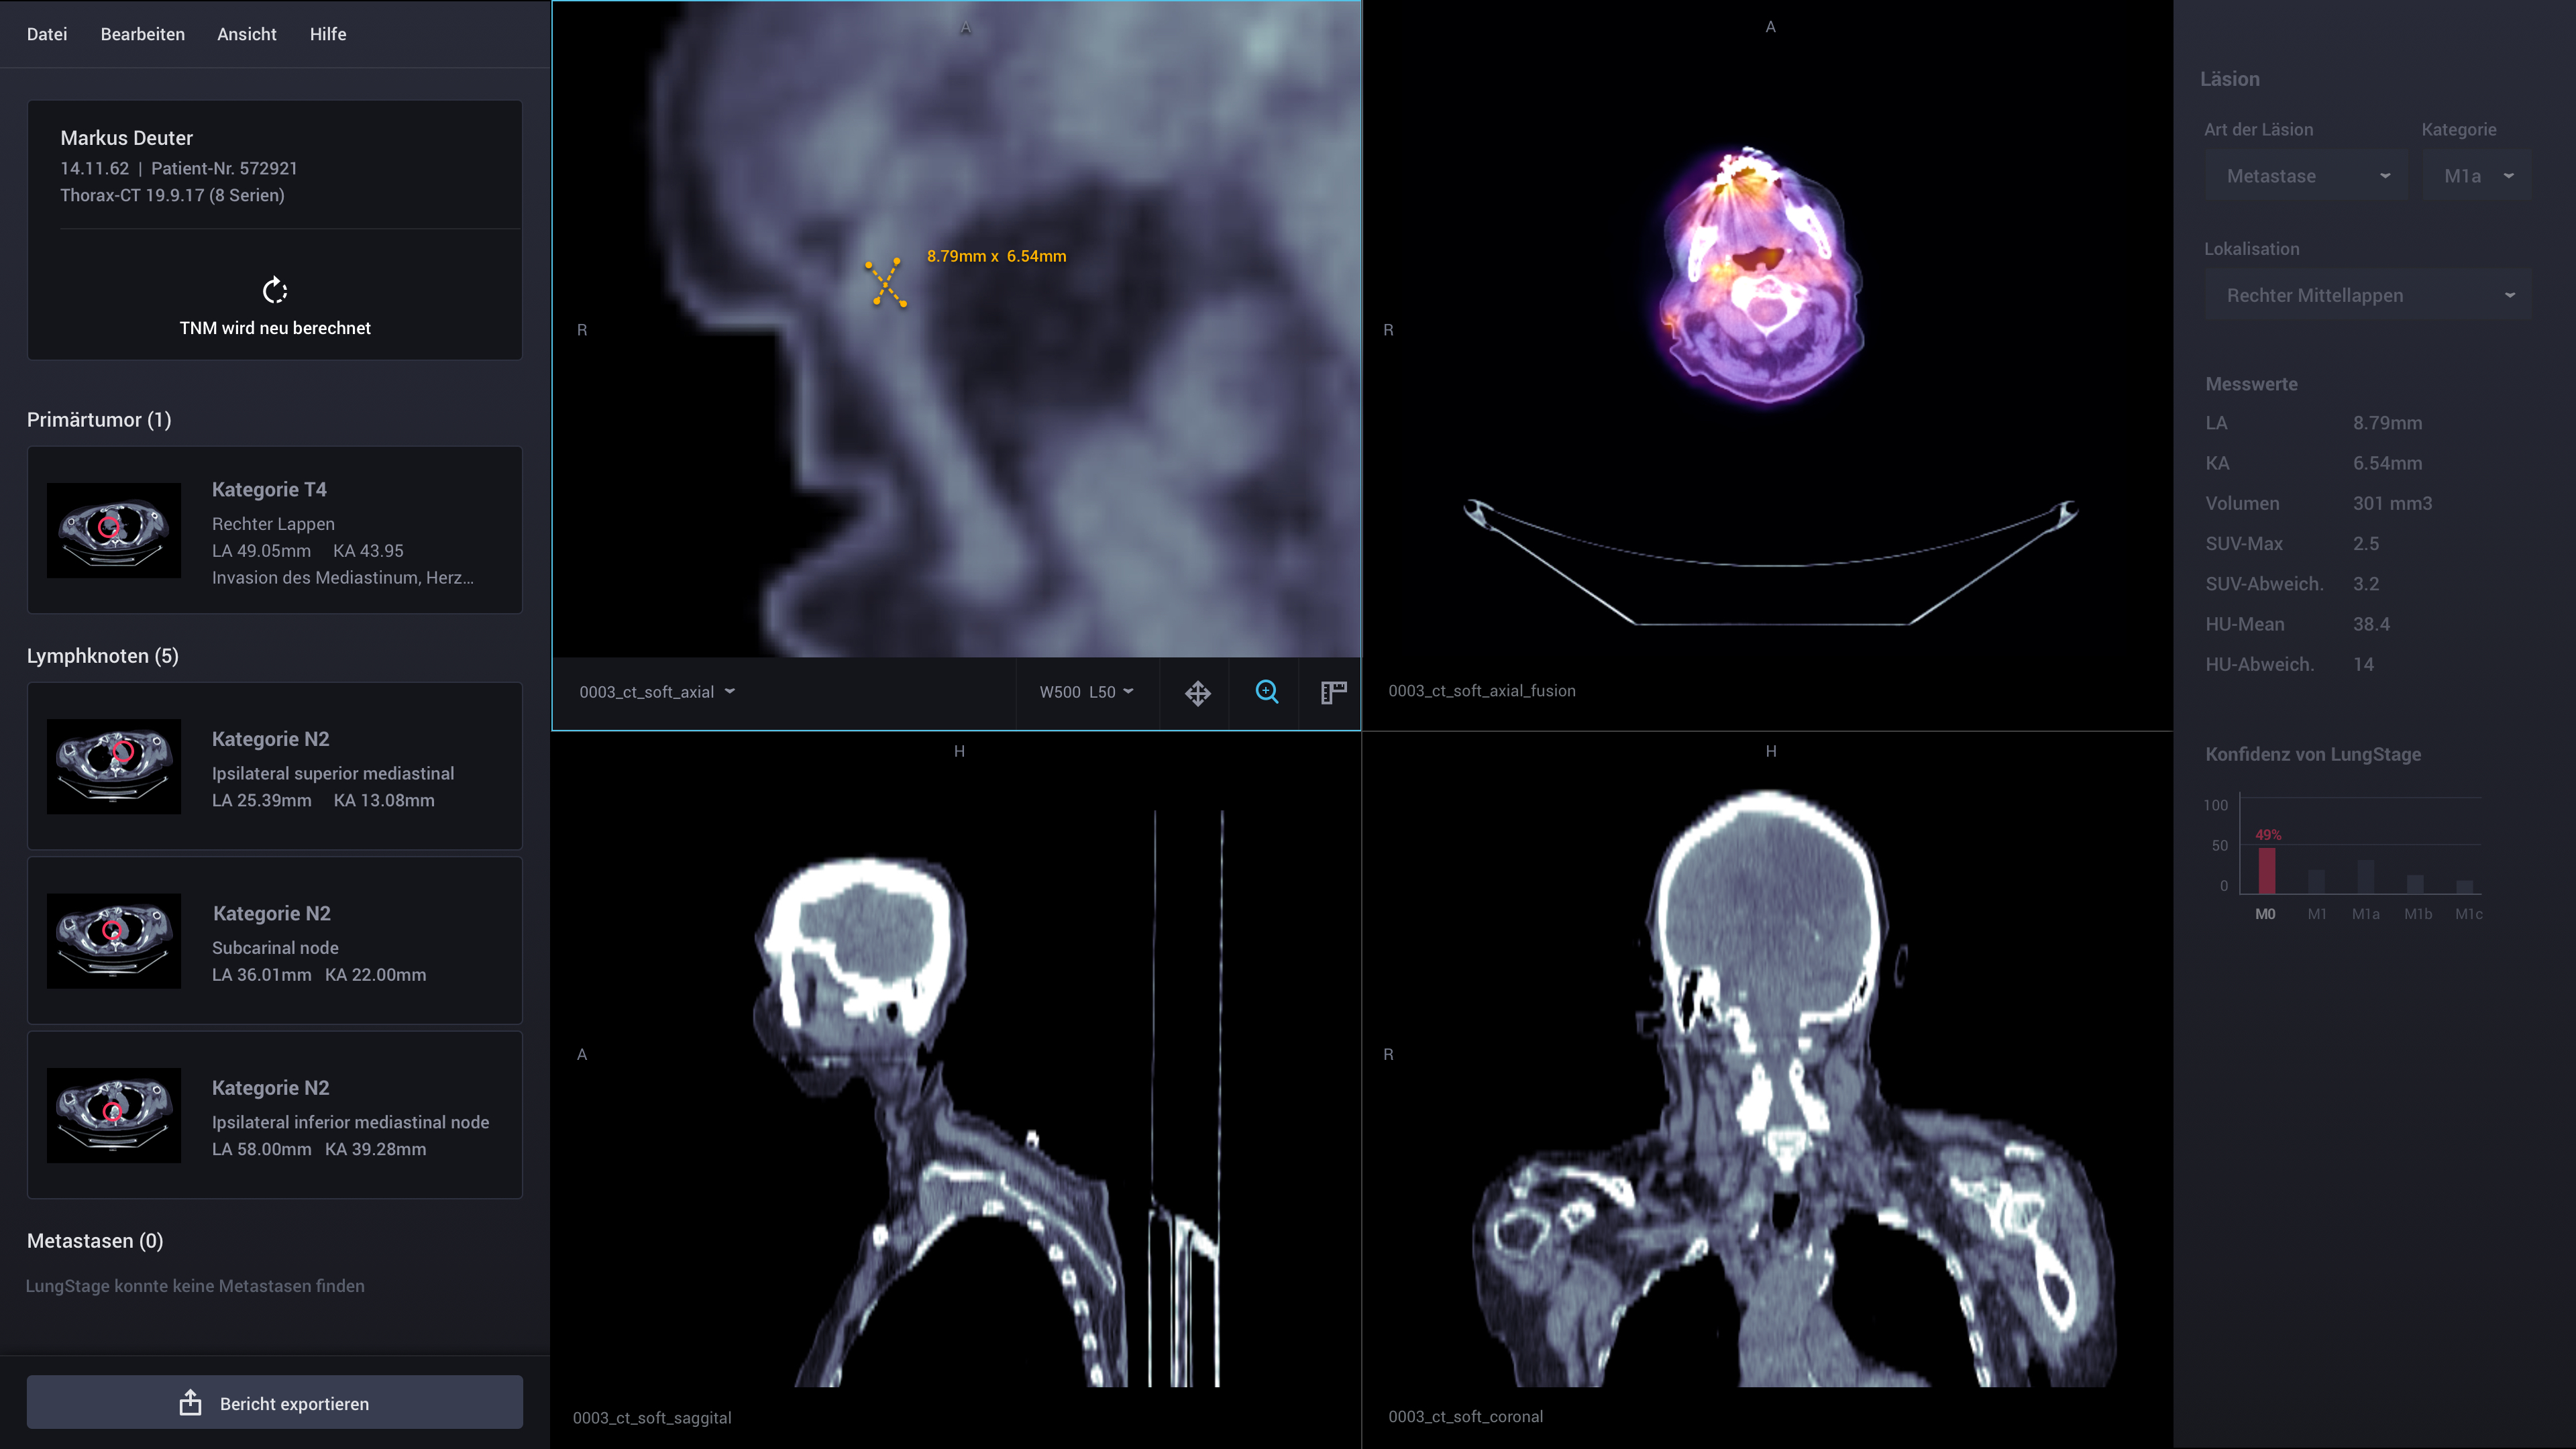 Datei Bearbeiten Ansicht Hilfe
Markus Deuter
14.11.62 | Patient-Nr. 572921
Thorax-CT 19.9.17 (8 Serien)
TNM wird neu berechnet
Primärtumor (1)
Kategorie T4
Rechter Lappen
LA 49.05mm KA 43.95
Invasion des Mediastinum, Herz...
Lymphknoten (5)
Kategorie N2
Ipsilateral superior mediastinal
LA 25.39mm KA 13.08mm
Kategorie N2
Subcarinal node
LA 36.01mm KA 22.00mm
Kategorie N2
Ipsilateral inferior mediastinal node
LA 58.00mm KA 39.28mm
Metastasen (0)
LungStage konnte keine Metastasen finden
Bericht exportieren
A
8.79mm x 6.54mm
R
0003_ct_soft_axial
W500 L50
A
R
0003_ct_soft_axial_fusion
H
A
0003_ct_soft_saggital
H
R
0003_ct_soft_coronal
Läsion
Art der Läsion Kategorie
Metastase M1a
Lokalisation
Rechter Mittellappen
Messwerte
LA 8.79mm
KA 6.54mm
Volumen 301 mm3
SUV-Max 2.5
SUV-Abweich. 3.2
HU-Mean 38.4
HU-Abweich. 14
Konfidenz von LungStage
100
49%
50
0
M0 M1 M1a M1b M1c